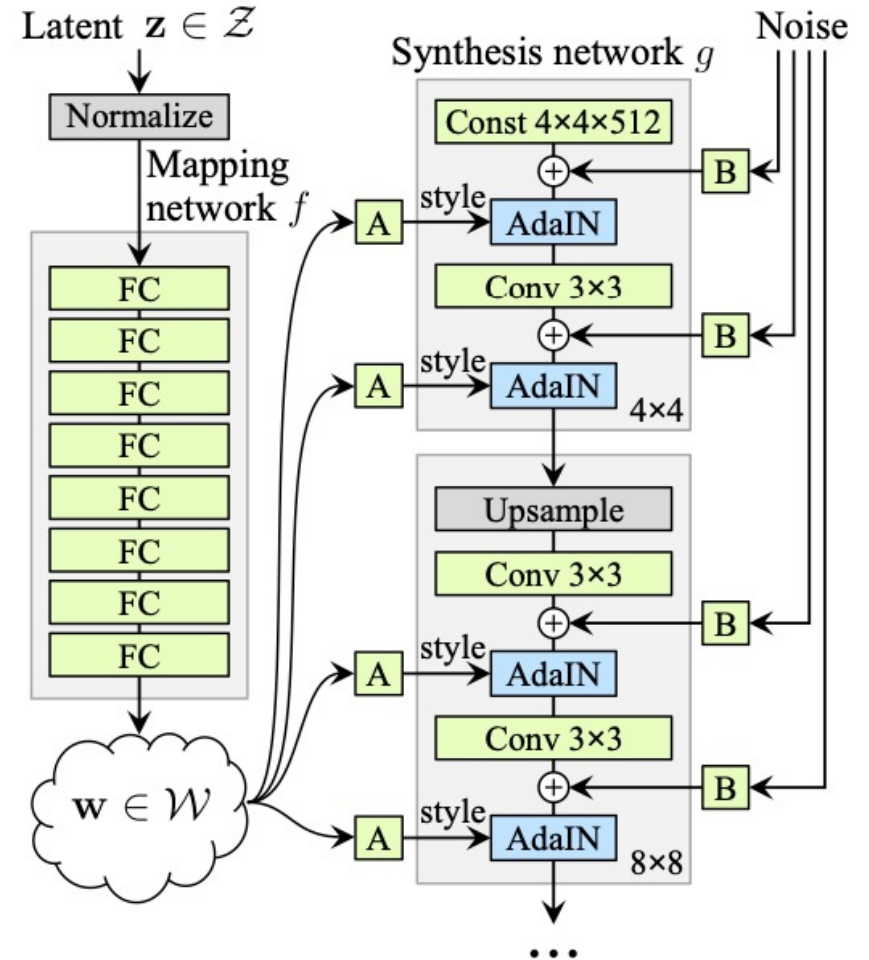 Latent z ∈ 𝒵
Normalize
Mapping
network f
FC
FC
FC
FC
FC
FC
FC
FC
w ∈ 𝒲
Synthesis network g
Noise
Const 4×4×512
B
A
style
AdaIN
Conv 3×3
B
A
style
AdaIN
4×4
Upsample
Conv 3×3
B
A
style
AdaIN
Conv 3×3
B
A
style
AdaIN
8×8
...